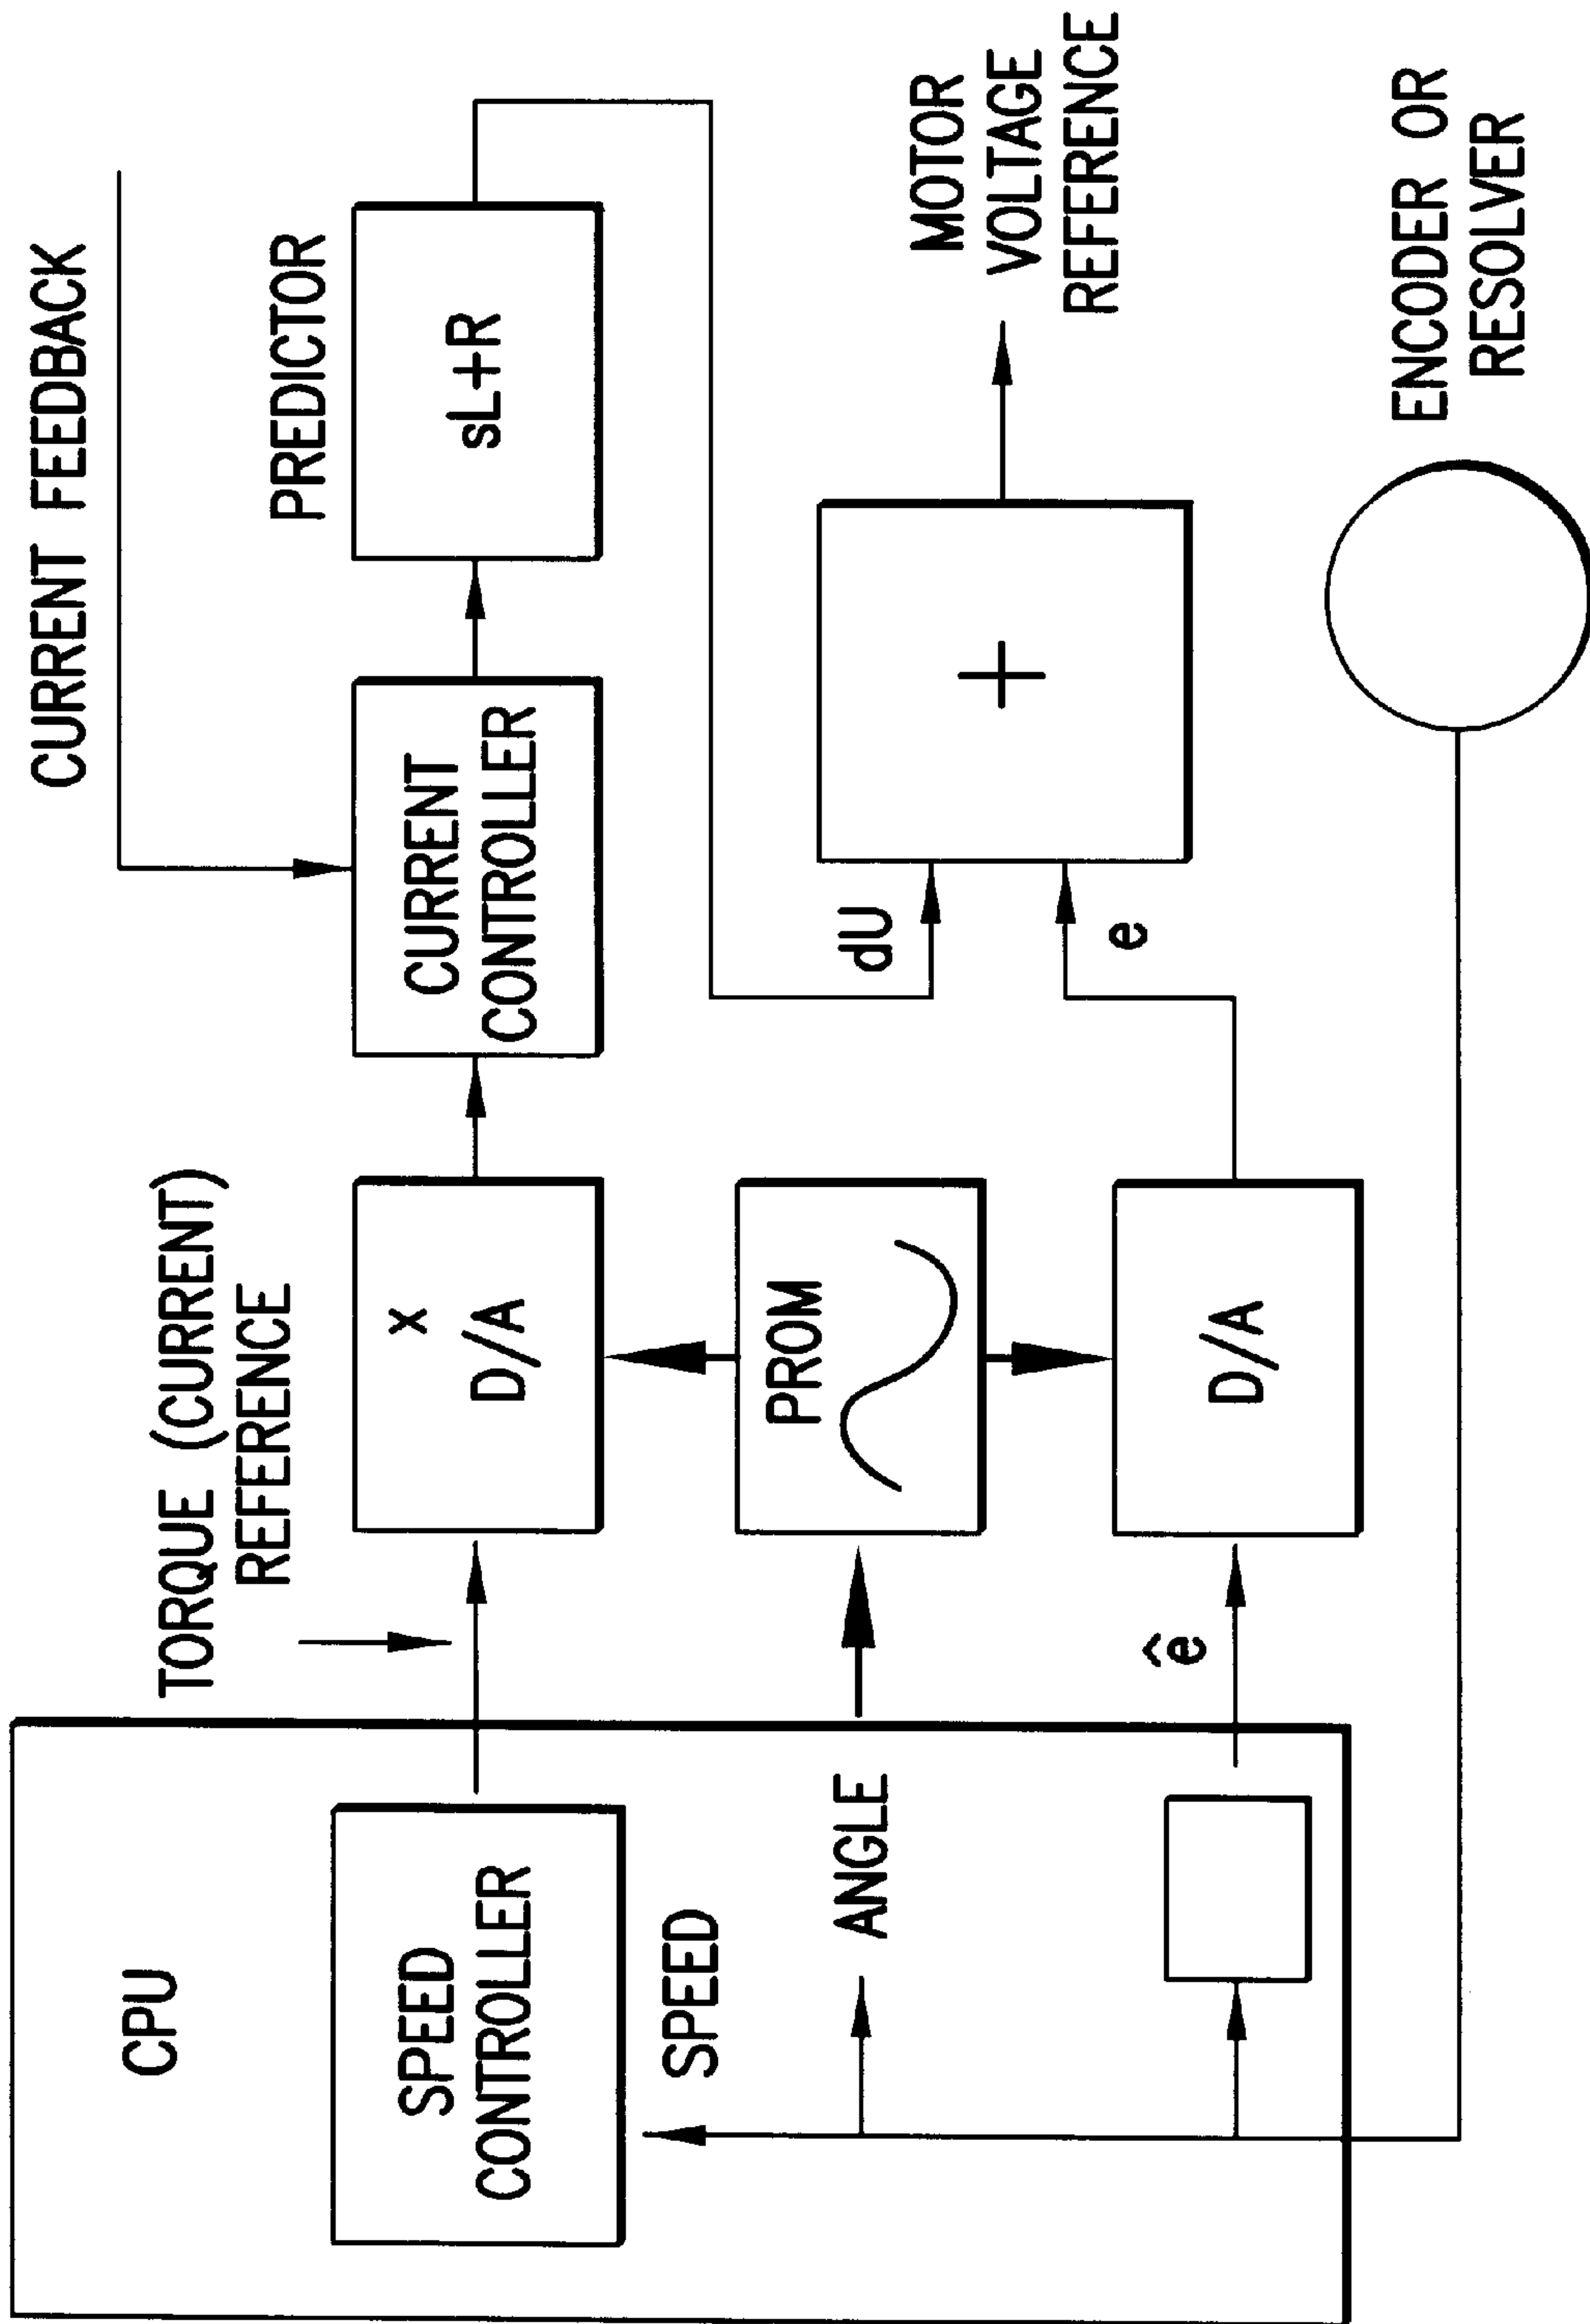 CURRENT FEEDBACK
TORQUE (CURRENT)
REFERENCE
PREDICTOR
CPU
SPEED
CONTROLLER
x
D/A
CURRENT
CONTROLLER
sL+R
SPEED
ANGLE
PROM
dU
e
+
MOTOR
VOLTAGE
REFERENCE
ê
D/A
ENCODER OR
RESOLVER